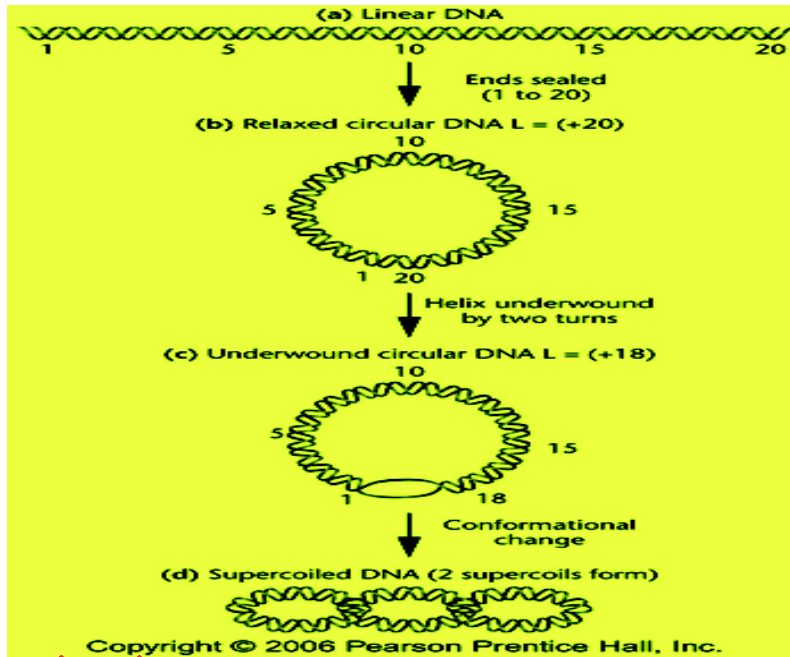 (a) Linear DNA
1 5 10 15 20
Ends sealed
(1 to 20)
(b) Relaxed circular DNA L = (+20)
10
5 15
1 20
Helix underwound
by two turns
(c) Underwound circular DNA L = (+18)
10
5
15
1 18
Conformational
change
(d) Supercoiled DNA (2 supercoils form)
Copyright © 2006 Pearson Prentice Hall, Inc.